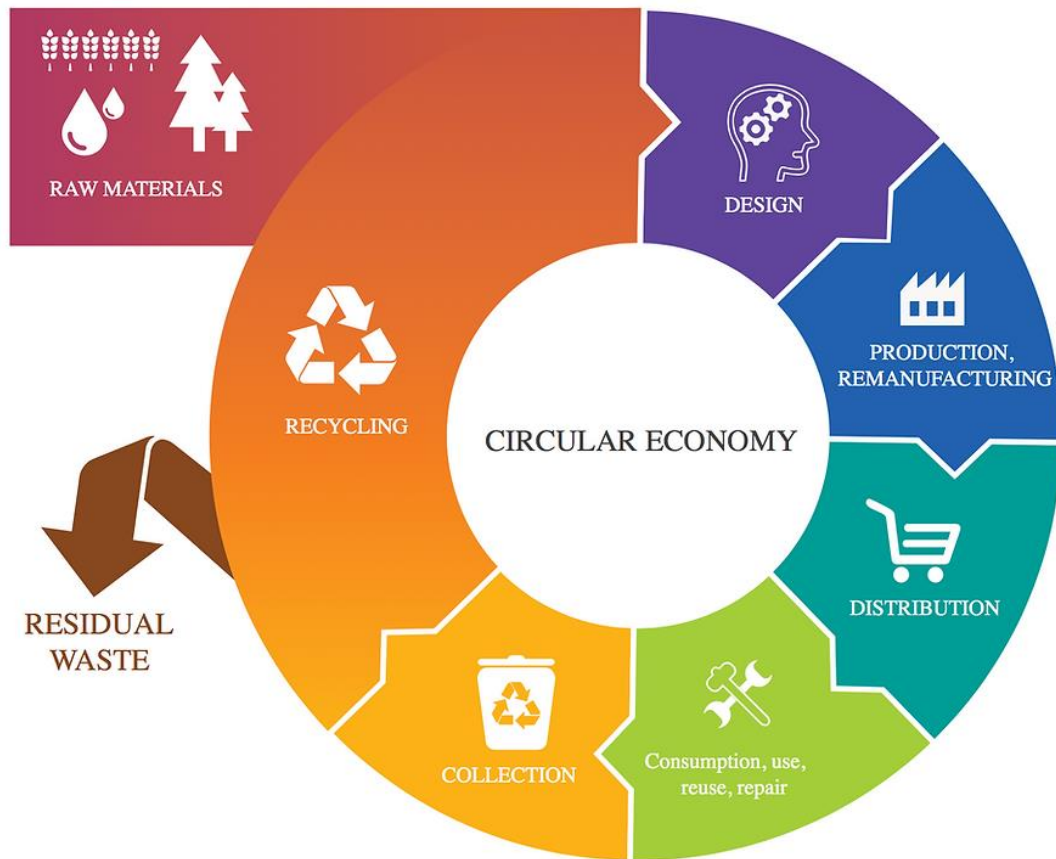 RAW MATERIALS
DESIGN
PRODUCTION,
REMANUFACTURING
RECYCLING
CIRCULAR ECONOMY
DISTRIBUTION
RESIDUAL
WASTE
Consumption, use,
reuse, repair
COLLECTION